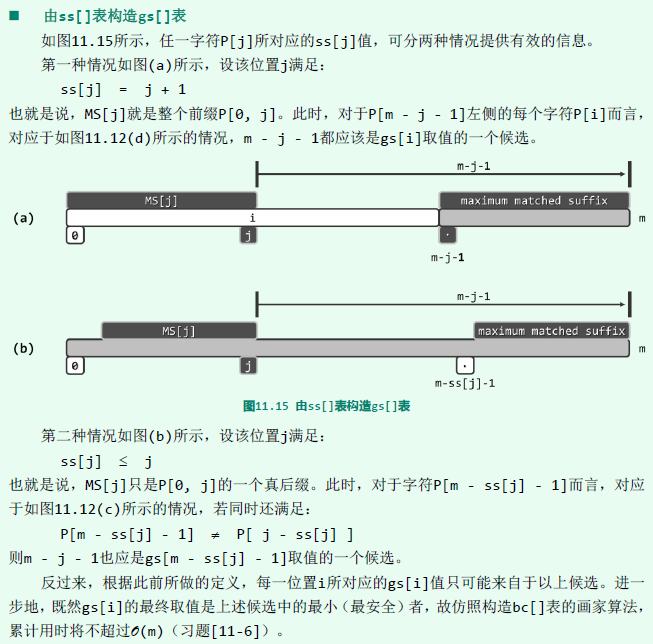 ■ 由ss[]表构造gs[]表
如图11.15所示，任一字符P[j]所对应的ss[j]值，可分两种情况提供有效的信息。
第一种情况如图(a)所示，设该位置j满足：
ss[j] = j + 1
也就是说，MS[j]就是整个前缀P[0, j]。此时，对于P[m - j - 1]左侧的每个字符P[i]而言，
对应于如图11.12(d)所示的情况，m - j - 1都应该是gs[i]取值的一个候选。
m-j-1
MS[j] maximum matched suffix
(a) i m
0 j .
m-j-1
m-j-1
MS[j] maximum matched suffix
(b) m
0 j .
m-ss[j]-1
图11.15 由ss[]表构造gs[]表
第二种情况如图(b)所示，设该位置j满足：
ss[j] ≤ j
也就是说，MS[j]只是P[0, j]的一个真后缀。此时，对于字符P[m - ss[j] - 1]而言，对应
于如图11.12(c)所示的情况，若同时还满足：
P[m - ss[j] - 1] ≠ P[ j - ss[j] ]
则m - j - 1也应是gs[m - ss[j] - 1]取值的一个候选。
反过来，根据此前所做的定义，每一位置i所对应的gs[i]值只可能来自于以上候选。进一
步地，既然gs[i]的最终取值是上述候选中的最小（最安全）者，故仿照构造bc[]表的画家算法，
累计用时将不超过O(m)（习题[11-6]）。